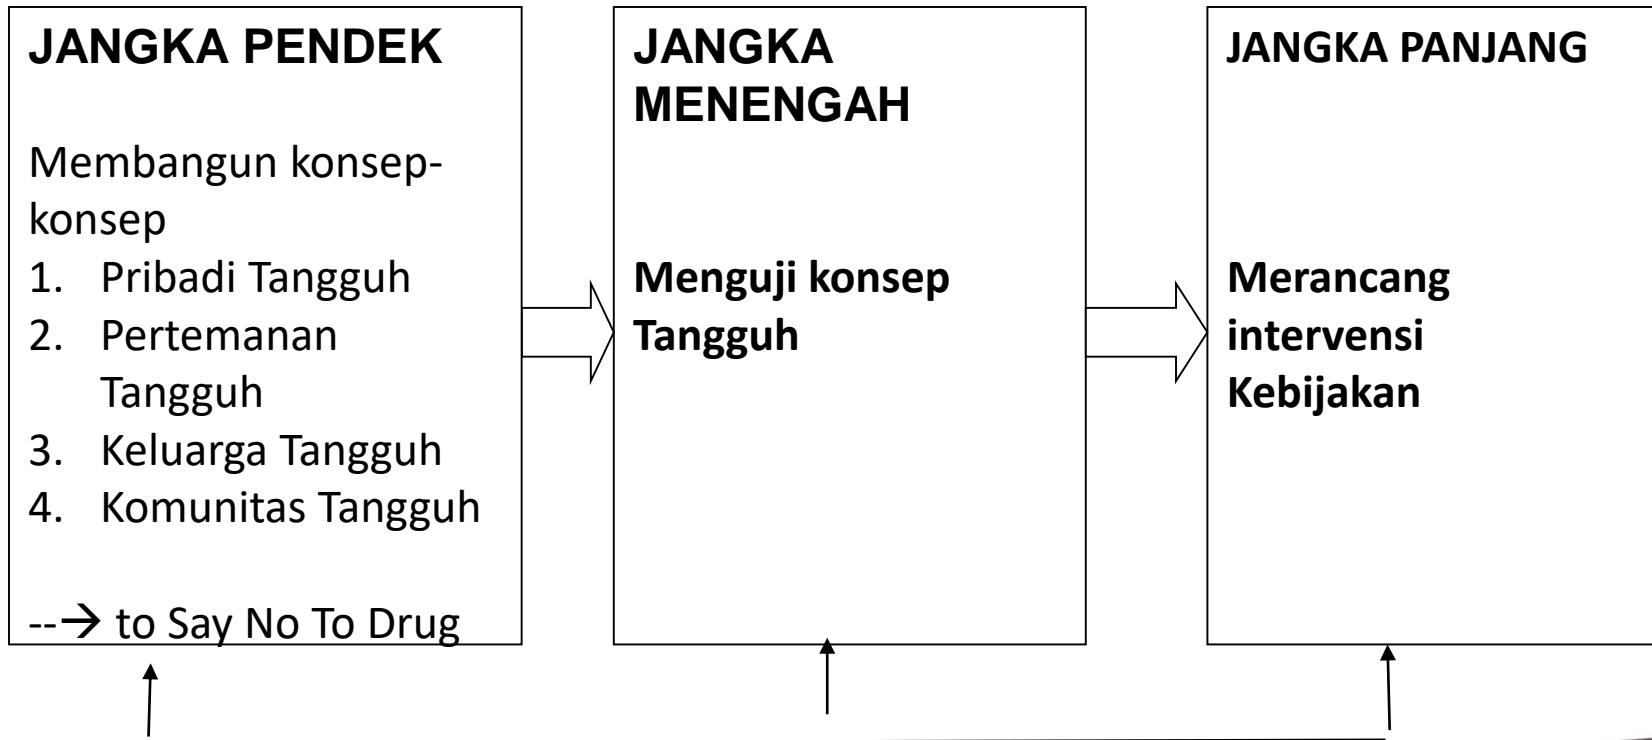 JANGKA PENDEK
Membangun konsep-
konsep
1. Pribadi Tangguh
2. Pertemanan
Tangguh
3. Keluarga Tangguh
4. Komunitas Tangguh
--→ to Say No To Drug
JANGKA
MENENGAH
Menguji konsep
Tangguh
JANGKA PANJANG
Merancang
intervensi
Kebijakan